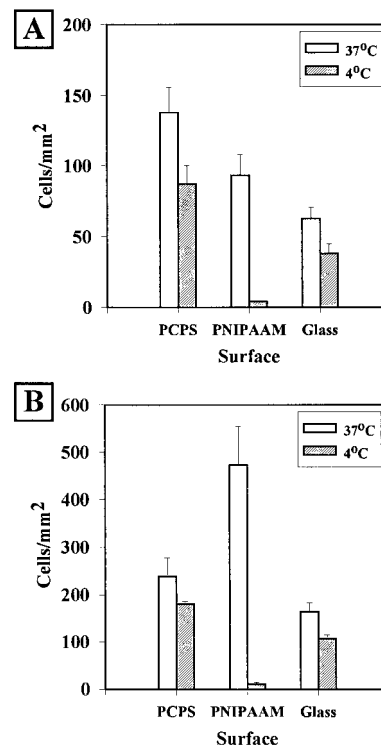 A
200
150
100
50
0
Cells/mm²
37°C
4°C
PCPS PNIPAAM Glass
Surface
B
600
500
400
300
200
100
0
Cells/mm²
37°C
4°C
PCPS PNIPAAM Glass
Surface